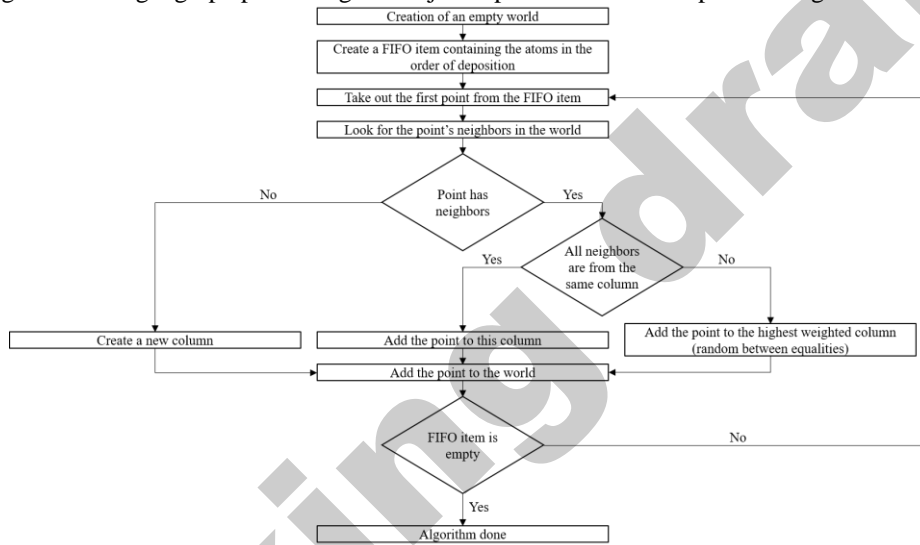 Creation of an empty world
Create a FIFO item containing the atoms in the
order of deposition
Take out the first point from the FIFO item
Look for the point's neighbors in the world
Point has
neighbors
No
Yes
All neighbors
are from the
same column
Yes
No
Create a new column
Add the point to this column
Add the point to the highest weighted column
(random between equalities)
Add the point to the world
FIFO item is
empty
No
Yes
Algorithm done